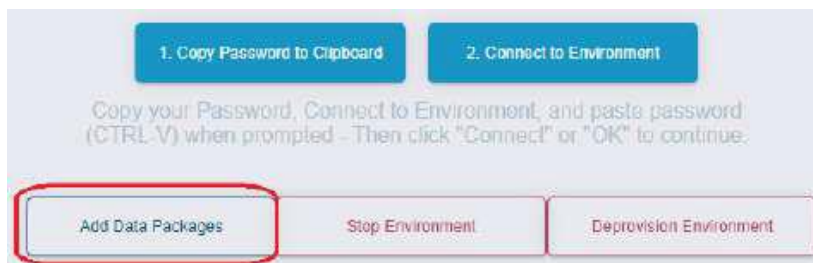 1. Copy Password to Clipboard 2. Connect to Environment
Copy your Password, Connect to Environment, and paste password
(CTRL-V) when prompted - Then click "Connect" or "OK" to continue.
Add Data Packages Stop Environment Deprovision Environment